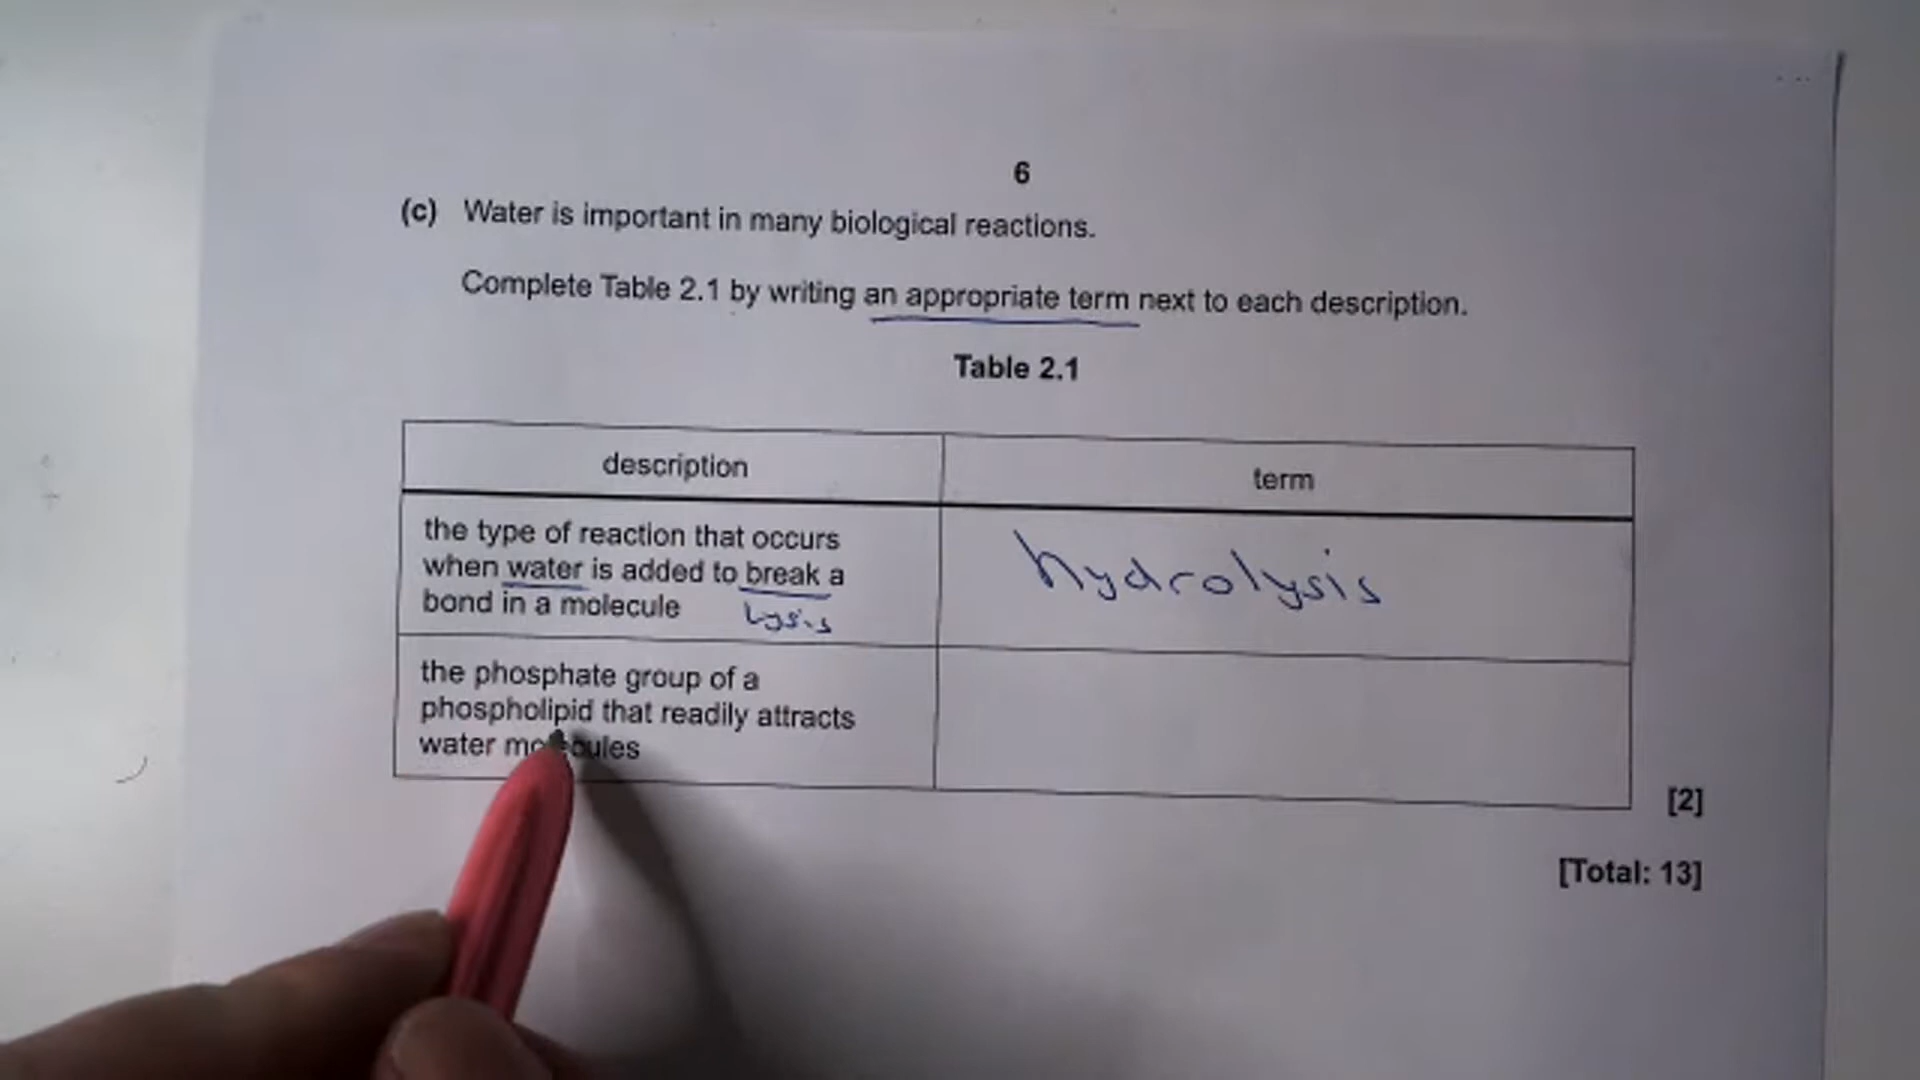 6
(c) Water is important in many biological reactions.
Complete Table 2.1 by writing an appropriate term next to each description.
Table 2.1
description
term
the type of reaction that occurs
when water is added to break a
bond in a molecule
Lysis
hydrolysis
the phosphate group of a
phospholipid that readily attracts
water molecules
[2]
[Total: 13]